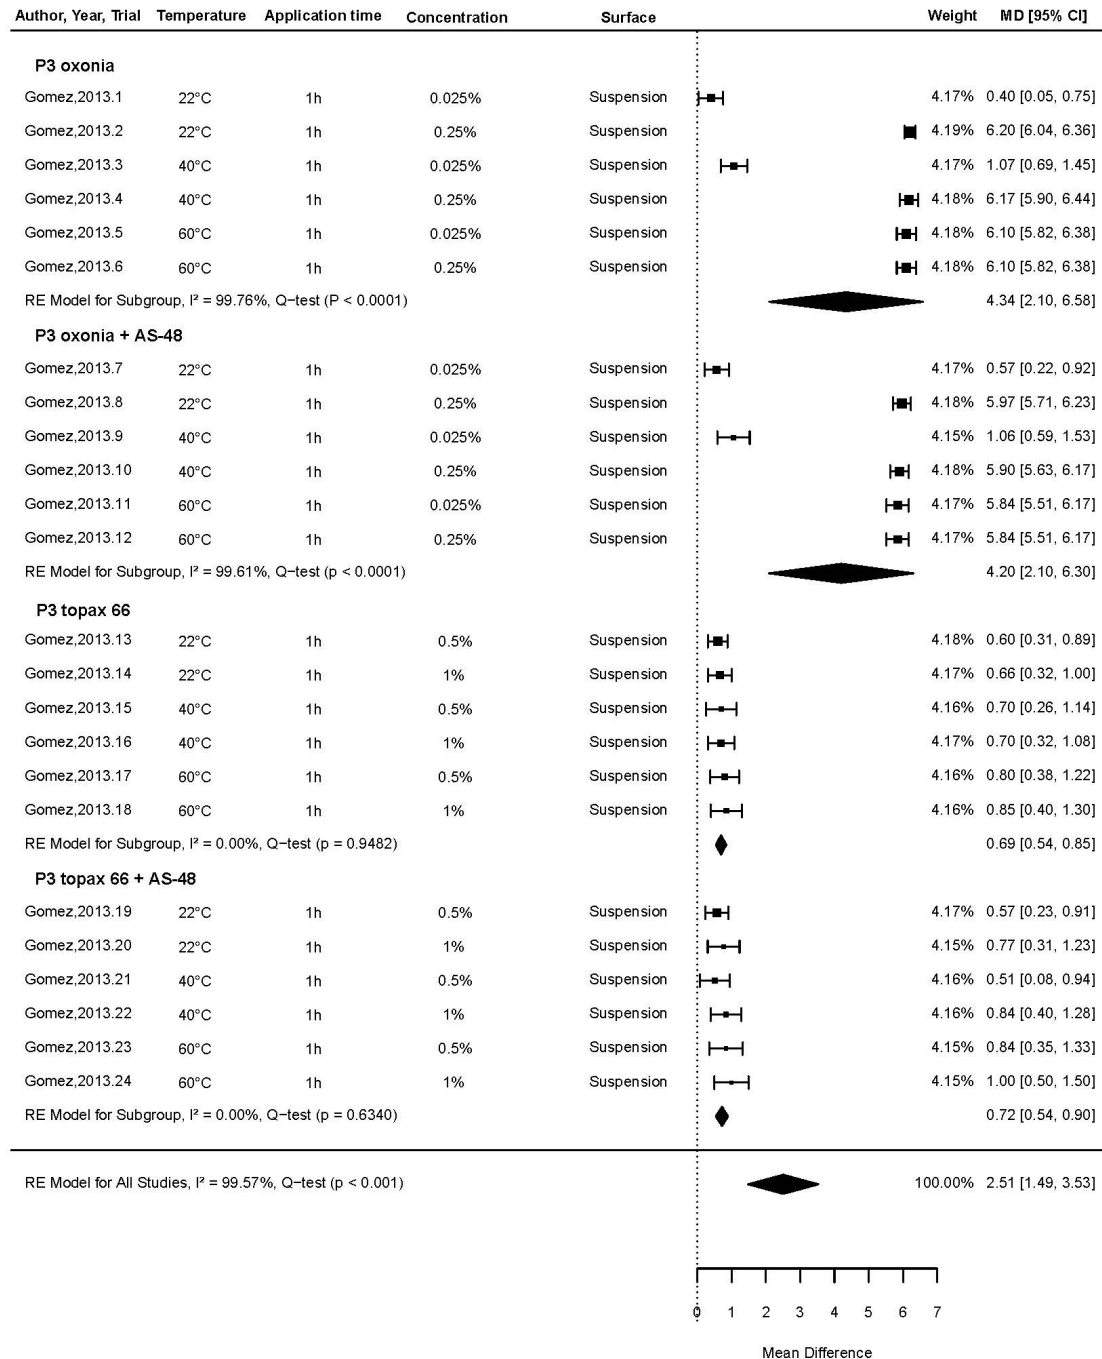 Author, Year, Trial Temperature Application time Concentration Surface Weight MD [95% CI]
P3 oxonia
Gomez,2013.1 22°C 1h 0.025% Suspension 4.17% 0.40 [0.05, 0.75]
Gomez,2013.2 22°C 1h 0.25% Suspension 4.19% 6.20 [6.04, 6.36]
Gomez,2013.3 40°C 1h 0.025% Suspension 4.17% 1.07 [0.69, 1.45]
Gomez,2013.4 40°C 1h 0.25% Suspension 4.18% 6.17 [5.90, 6.44]
Gomez,2013.5 60°C 1h 0.025% Suspension 4.18% 6.10 [5.82, 6.38]
Gomez,2013.6 60°C 1h 0.25% Suspension 4.18% 6.10 [5.82, 6.38]
RE Model for Subgroup, I² = 99.76%, Q−test (P < 0.0001) 4.34 [2.10, 6.58]
P3 oxonia + AS-48
Gomez,2013.7 22°C 1h 0.025% Suspension 4.17% 0.57 [0.22, 0.92]
Gomez,2013.8 22°C 1h 0.25% Suspension 4.18% 5.97 [5.71, 6.23]
Gomez,2013.9 40°C 1h 0.025% Suspension 4.15% 1.06 [0.59, 1.53]
Gomez,2013.10 40°C 1h 0.25% Suspension 4.18% 5.90 [5.63, 6.17]
Gomez,2013.11 60°C 1h 0.025% Suspension 4.17% 5.84 [5.51, 6.17]
Gomez,2013.12 60°C 1h 0.25% Suspension 4.17% 5.84 [5.51, 6.17]
RE Model for Subgroup, I² = 99.61%, Q−test (p < 0.0001) 4.20 [2.10, 6.30]
P3 topax 66
Gomez,2013.13 22°C 1h 0.5% Suspension 4.18% 0.60 [0.31, 0.89]
Gomez,2013.14 22°C 1h 1% Suspension 4.17% 0.66 [0.32, 1.00]
Gomez,2013.15 40°C 1h 0.5% Suspension 4.16% 0.70 [0.26, 1.14]
Gomez,2013.16 40°C 1h 1% Suspension 4.17% 0.70 [0.32, 1.08]
Gomez,2013.17 60°C 1h 0.5% Suspension 4.16% 0.80 [0.38, 1.22]
Gomez,2013.18 60°C 1h 1% Suspension 4.16% 0.85 [0.40, 1.30]
RE Model for Subgroup, I² = 0.00%, Q−test (p = 0.9482) 0.69 [0.54, 0.85]
P3 topax 66 + AS-48
Gomez,2013.19 22°C 1h 0.5% Suspension 4.17% 0.57 [0.23, 0.91]
Gomez,2013.20 22°C 1h 1% Suspension 4.15% 0.77 [0.31, 1.23]
Gomez,2013.21 40°C 1h 0.5% Suspension 4.16% 0.51 [0.08, 0.94]
Gomez,2013.22 40°C 1h 1% Suspension 4.16% 0.84 [0.40, 1.28]
Gomez,2013.23 60°C 1h 0.5% Suspension 4.15% 0.84 [0.35, 1.33]
Gomez,2013.24 60°C 1h 1% Suspension 4.15% 1.00 [0.50, 1.50]
RE Model for Subgroup, I² = 0.00%, Q−test (p = 0.6340) 0.72 [0.54, 0.90]
RE Model for All Studies, I² = 99.57%, Q−test (p < 0.001) 100.00% 2.51 [1.49, 3.53]
0 1 2 3 4 5 6 7
Mean Difference